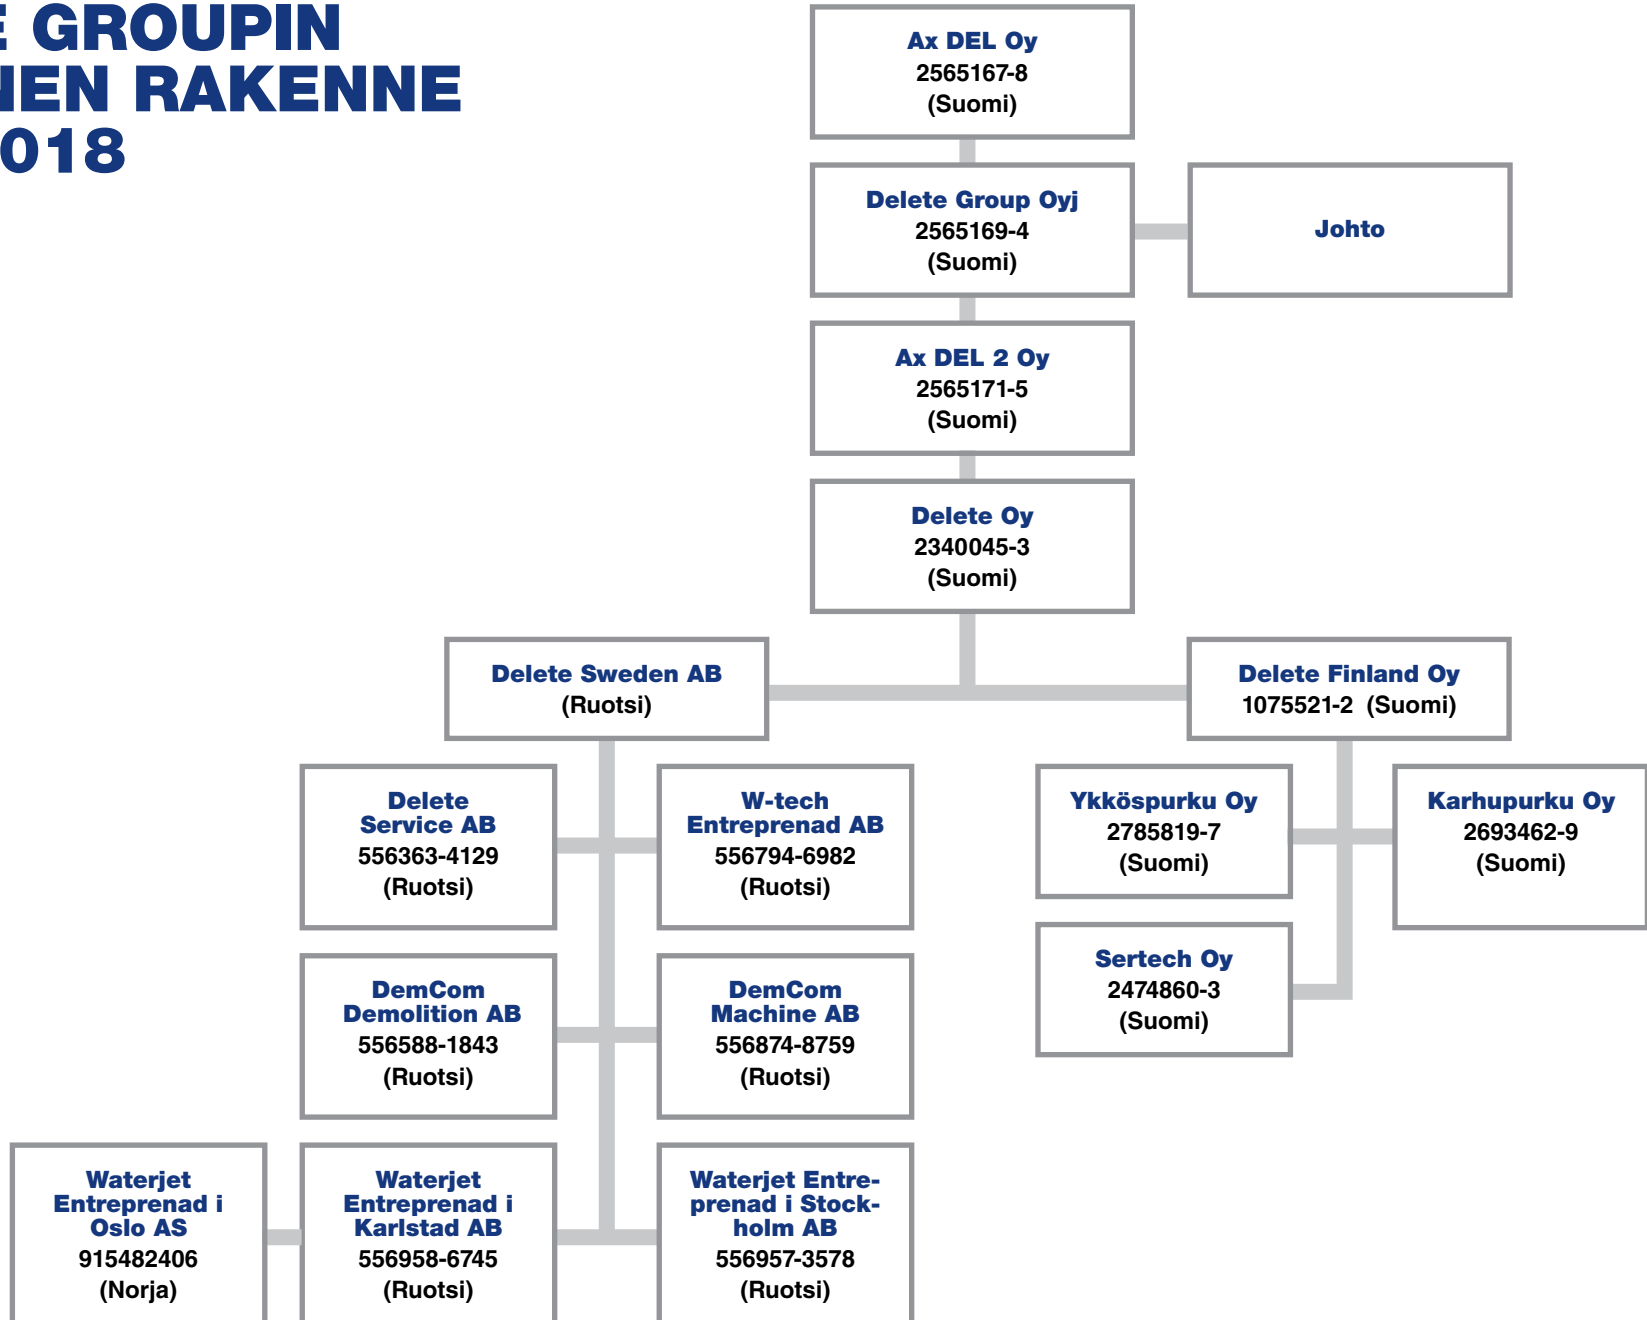 E GROUPIN
NEN RAKENNE
018
Ax DEL Oy
2565167-8
(Suomi)
Delete Group Oyj
2565169-4
(Suomi)
Johto
Ax DEL 2 Oy
2565171-5
(Suomi)
Delete Oy
2340045-3
(Suomi)
Delete Sweden AB
(Ruotsi)
Delete Finland Oy
1075521-2 (Suomi)
Delete
Service AB
556363-4129
(Ruotsi)
W-tech
Entreprenad AB
556794-6982
(Ruotsi)
Ykköspurku Oy
2785819-7
(Suomi)
Karhupurku Oy
2693462-9
(Suomi)
DemCom
Demolition AB
556588-1843
(Ruotsi)
DemCom
Machine AB
556874-8759
(Ruotsi)
Sertech Oy
2474860-3
(Suomi)
Waterjet
Entreprenad i
Oslo AS
915482406
(Norja)
Waterjet
Entreprenad i
Karlstad AB
556958-6745
(Ruotsi)
Waterjet Entre-
prenad i Stock-
holm AB
556957-3578
(Ruotsi)